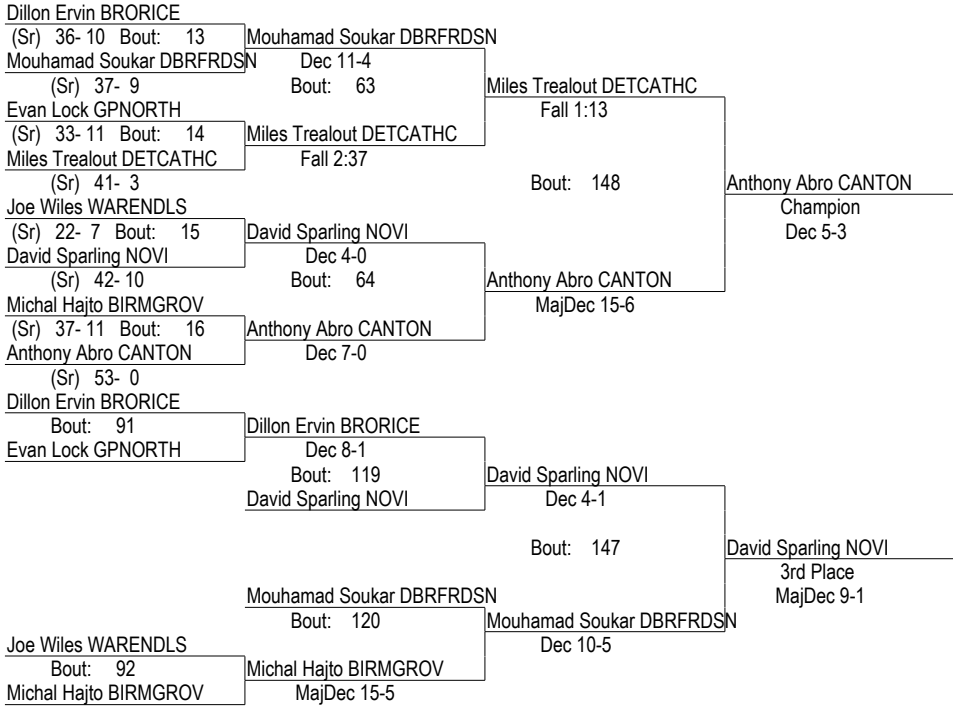 Dillon Ervin BRORICE
(Sr) 36- 10 Bout: 13
Mouhamad Soukar DBRFRDSN
Mouhamad Soukar DBRFRDSN
Dec 11-4
(Sr) 37- 9
Bout: 63
Miles Trealout DETCATHC
Evan Lock GPNORTH
Fall 1:13
(Sr) 33- 11 Bout: 14
Miles Trealout DETCATHC
Miles Trealout DETCATHC
Fall 2:37
(Sr) 41- 3
Bout: 148
Anthony Abro CANTON
Joe Wiles WARENDLS
Champion
(Sr) 22- 7 Bout: 15
David Sparling NOVI
Dec 5-3
David Sparling NOVI
Dec 4-0
(Sr) 42- 10
Bout: 64
Anthony Abro CANTON
Michal Hajto BIRMGROV
MajDec 15-6
(Sr) 37- 11 Bout: 16
Anthony Abro CANTON
Anthony Abro CANTON
Dec 7-0
(Sr) 53- 0
Dillon Ervin BRORICE
Bout: 91
Dillon Ervin BRORICE
Evan Lock GPNORTH
Dec 8-1
Bout: 119
David Sparling NOVI
David Sparling NOVI
Dec 4-1
Bout: 147
David Sparling NOVI
3rd Place
Mouhamad Soukar DBRFRDSN
MajDec 9-1
Bout: 120
Mouhamad Soukar DBRFRDSN
Joe Wiles WARENDLS
Dec 10-5
Bout: 92
Michal Hajto BIRMGROV
Michal Hajto BIRMGROV
MajDec 15-5